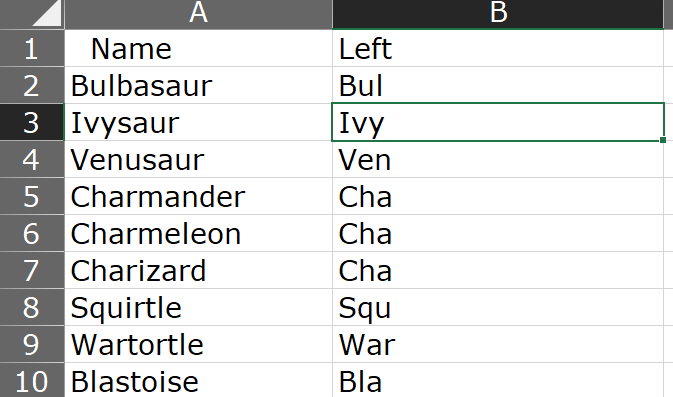 A B
1 Name Left
2 Bulbasaur Bul
3 Ivysaur Ivy
4 Venusaur Ven
5 Charmander Cha
6 Charmeleon Cha
7 Charizard Cha
8 Squirtle Squ
9 Wartortle War
10 Blastoise Bla